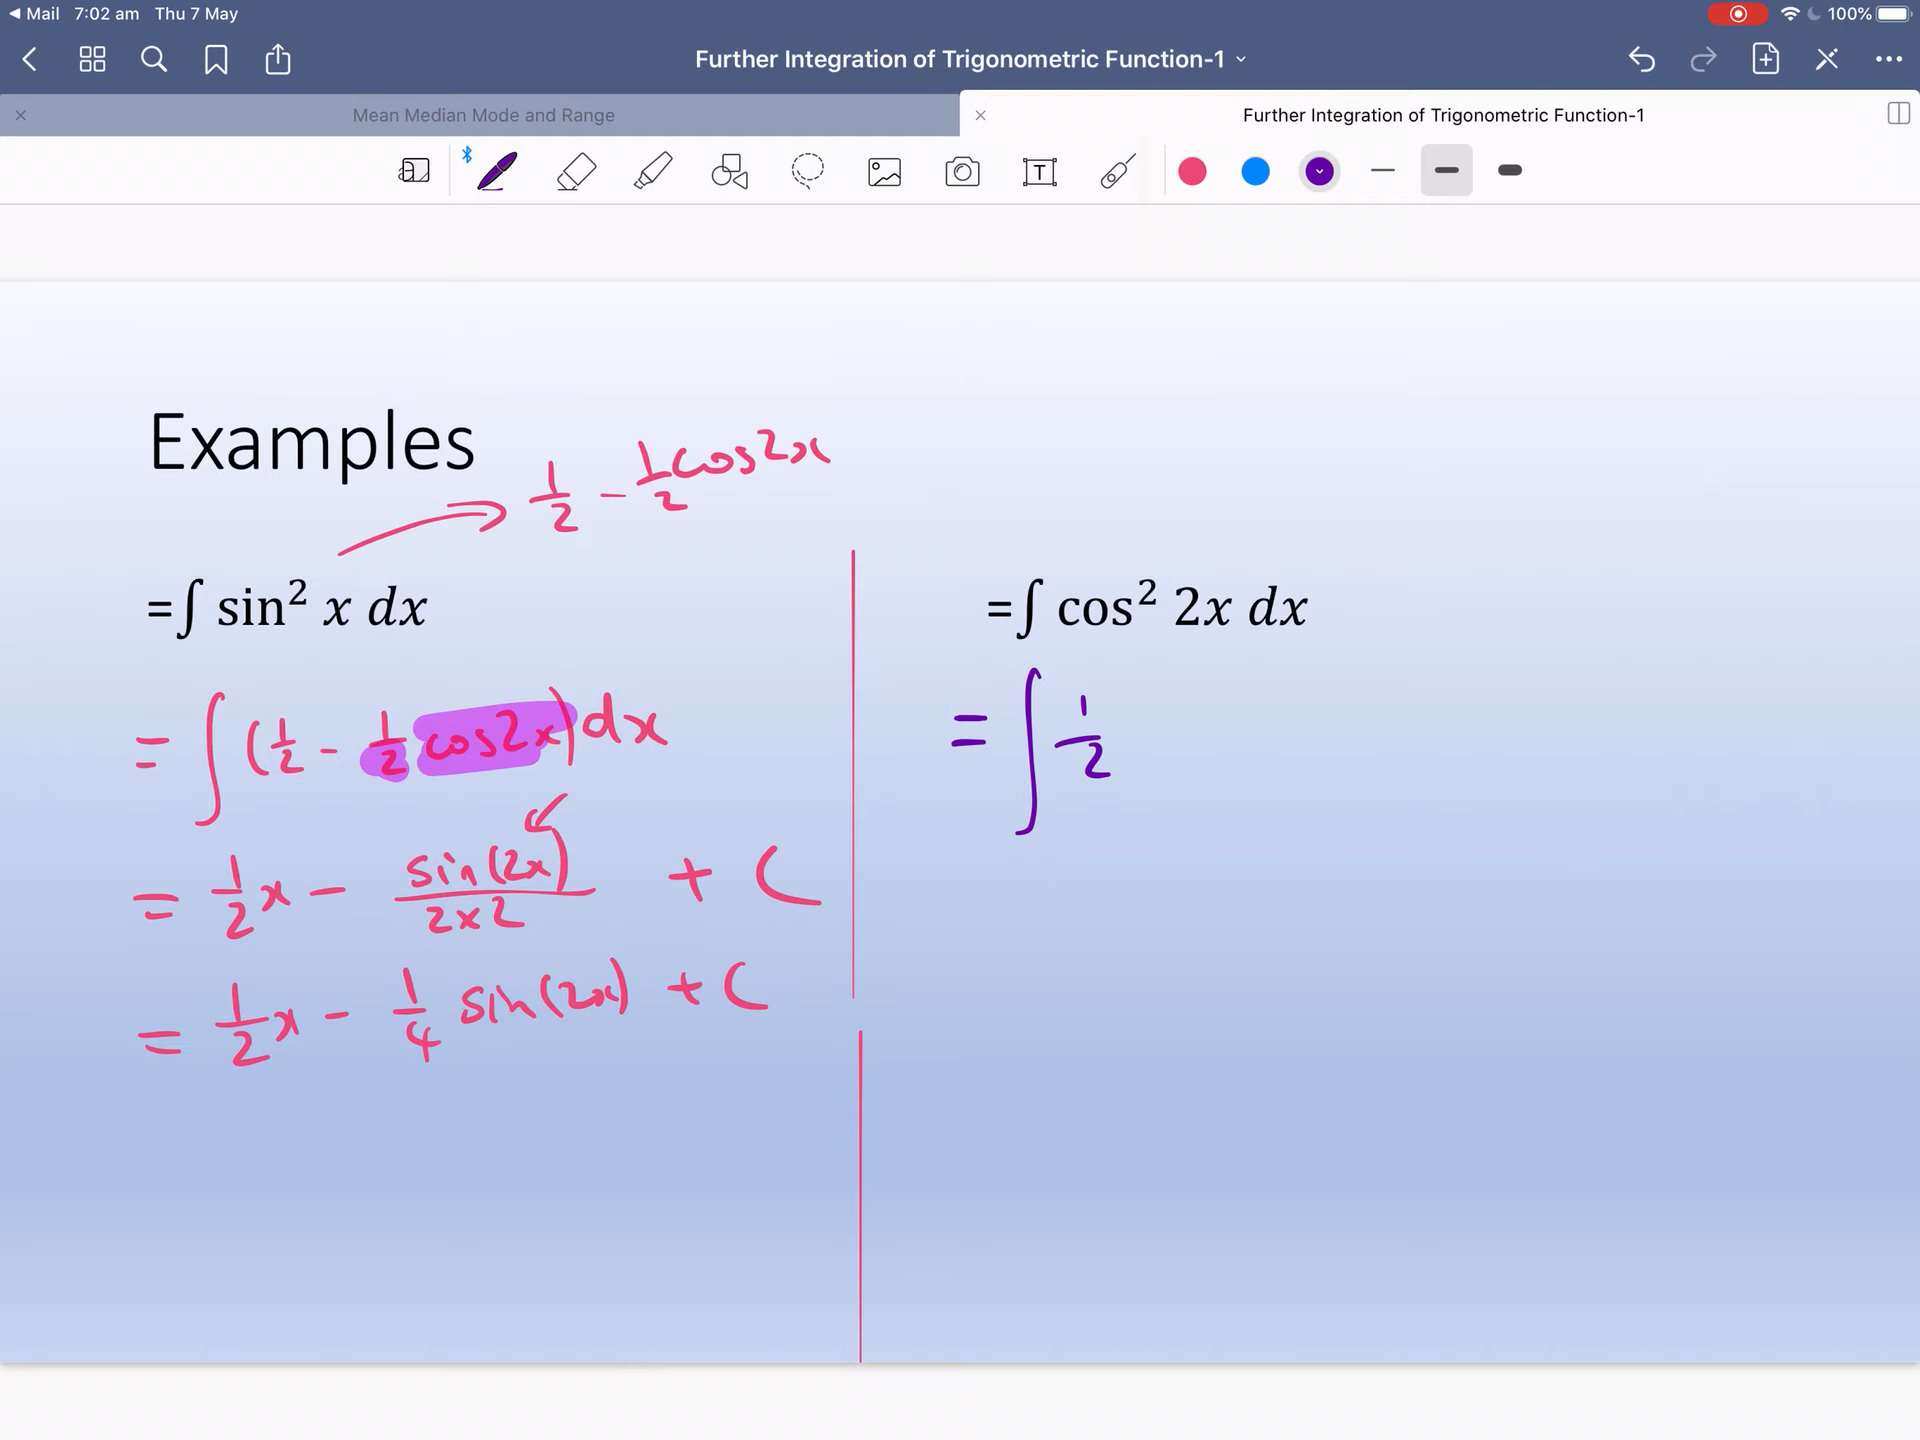 Mail 7:02 am Thu 7 May 100%
Further Integration of Trigonometric Function-1
Mean Median Mode and Range
Further Integration of Trigonometric Function-1
T
Examples
1/2 - 1/2 cos2x
=∫ sin² x dx
= ∫ (1/2 - 1/2 cos2x) dx
= 1/2 x - sin(2x)/2x2 + C
= 1/2 x - 1/4 sin(2x) + C
=∫ cos² 2x dx
= ∫ 1/2